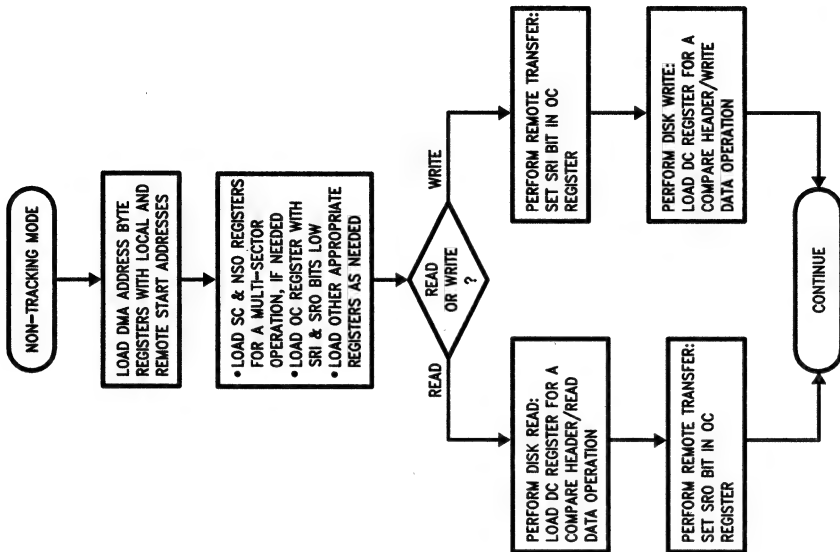 NON-TRACKING MODE
LOAD DMA ADDRESS BYTE
REGISTERS WITH LOCAL AND
REMOTE START ADDRESSES
• LOAD SC & NSO REGISTERS
FOR A MULTI-SECTOR
OPERATION, IF NEEDED
• LOAD OC REGISTER WITH
SRI & SRO BITS LOW
• LOAD OTHER APPROPRIATE
REGISTERS AS NEEDED
READ
OR WRITE
?
READ
WRITE
PERFORM DISK READ:
LOAD DC REGISTER FOR A
COMPARE HEADER/READ
DATA OPERATION
PERFORM REMOTE TRANSFER:
SET SRO BIT IN OC
REGISTER
PERFORM REMOTE TRANSFER:
SET SRI BIT IN OC
REGISTER
PERFORM DISK WRITE:
LOAD DC REGISTER FOR A
COMPARE HEADER/WRITE
DATA OPERATION
CONTINUE